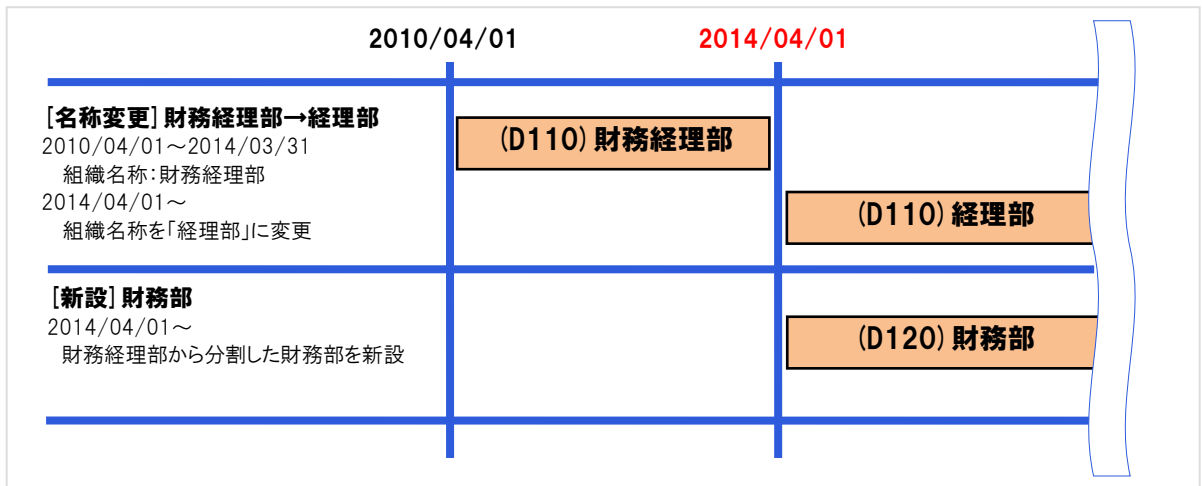 2010/04/01
2014/04/01
[名称変更]財務経理部→経理部
2010/04/01～2014/03/31
組織名称:財務経理部
2014/04/01～
組織名称を「経理部」に変更
(D110)財務経理部
(D110)経理部
[新設]財務部
2014/04/01～
財務経理部から分割した財務部を新設
(D120)財務部